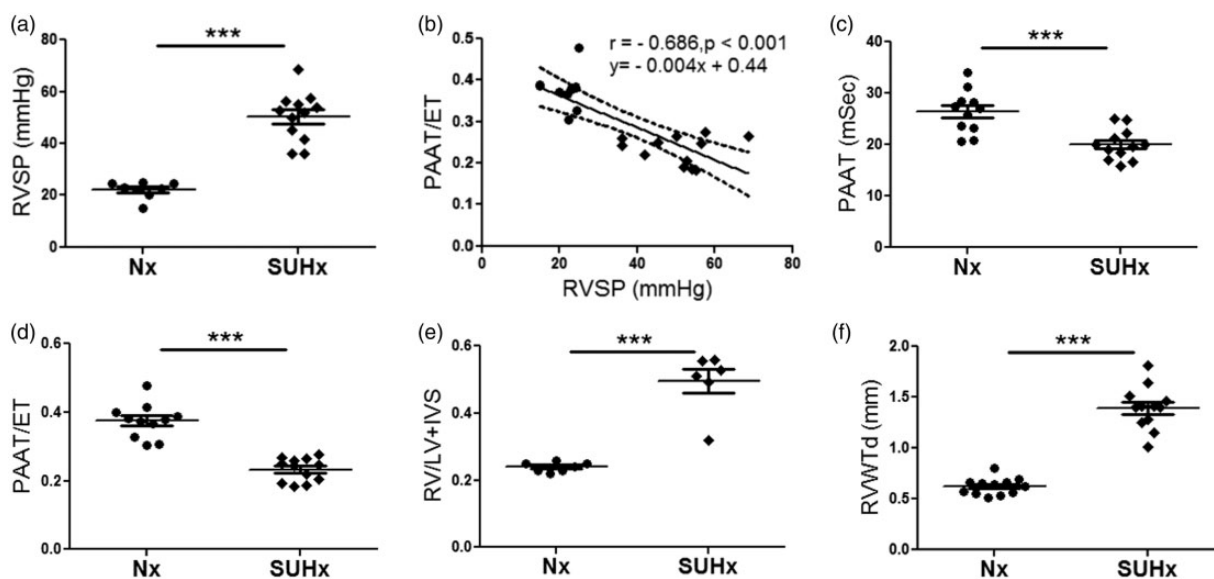 (a)
***
80
60
40
20
0
RVSP (mmHg)
Nx
SUHx
(b)
r = - 0.686,p < 0.001
y= - 0.004x + 0.44
0.5
0.4
0.3
0.2
0.1
0.0
PAAT/ET
0
20
40
60
80
RVSP (mmHg)
(c)
***
40
30
20
10
0
PAAT (mSec)
Nx
SUHx
(d)
***
0.6
0.4
0.2
0.0
PAAT/ET
Nx
SUHx
(e)
***
0.6
0.4
0.2
0.0
RV/LV+IVS
Nx
SUHx
(f)
***
2.0
1.5
1.0
0.5
0.0
RVWTd (mm)
Nx
SUHx